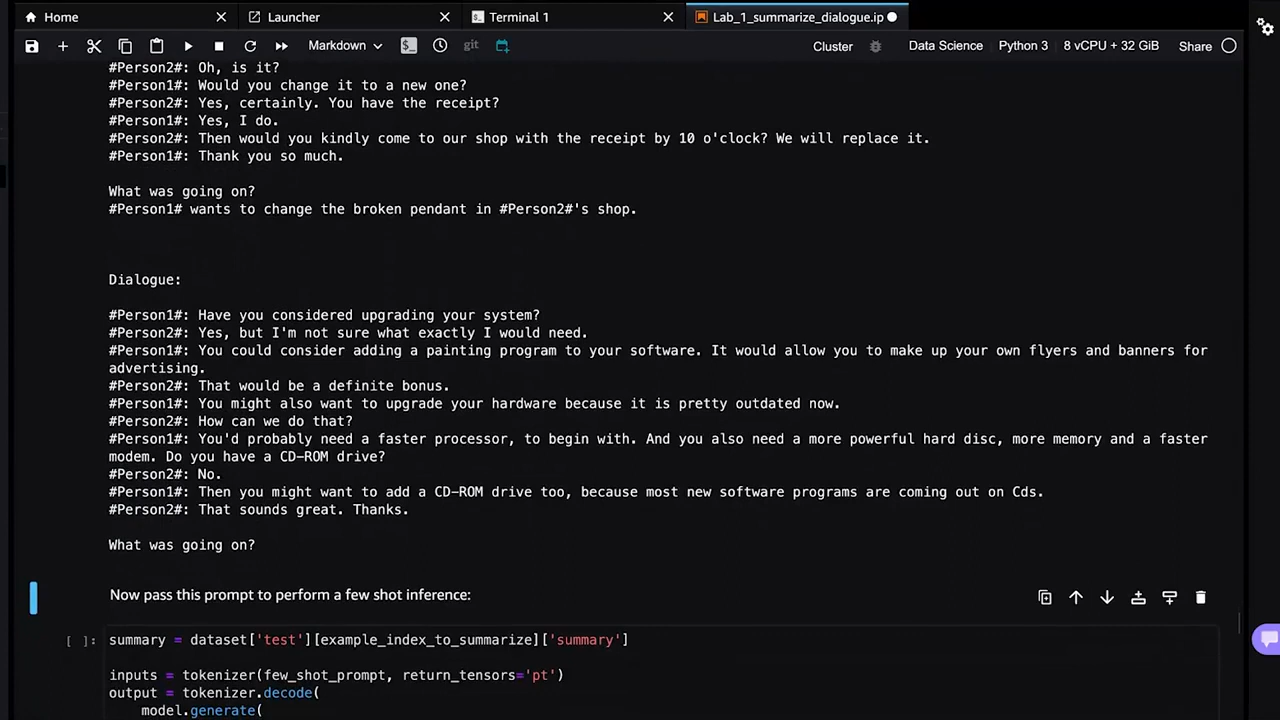 Home
Launcher
Terminal 1
Lab_1_summarize_dialogue.ip
Markdown
git
Cluster
Data Science
Python 3
8 vCPU + 32 GiB
Share
#Person2#: Oh, is it?
#Person1#: Would you change it to a new one?
#Person2#: Yes, certainly. You have the receipt?
#Person1#: Yes, I do.
#Person2#: Then would you kindly come to our shop with the receipt by 10 o'clock? We will replace it.
#Person1#: Thank you so much.
What was going on?
#Person1# wants to change the broken pendant in #Person2#'s shop.
Dialogue:
#Person1#: Have you considered upgrading your system?
#Person2#: Yes, but I'm not sure what exactly I would need.
#Person1#: You could consider adding a painting program to your software. It would allow you to make up your own flyers and banners for
advertising.
#Person2#: That would be a definite bonus.
#Person1#: You might also want to upgrade your hardware because it is pretty outdated now.
#Person2#: How can we do that?
#Person1#: You'd probably need a faster processor, to begin with. And you also need a more powerful hard disc, more memory and a faster
modem. Do you have a CD-ROM drive?
#Person2#: No.
#Person1#: Then you might want to add a CD-ROM drive too, because most new software programs are coming out on Cds.
#Person2#: That sounds great. Thanks.
What was going on?
Now pass this prompt to perform a few shot inference:
[ ]: summary = dataset['test'][example_index_to_summarize]['summary']
inputs = tokenizer(few_shot_prompt, return_tensors='pt')
output = tokenizer.decode(
model.generate(